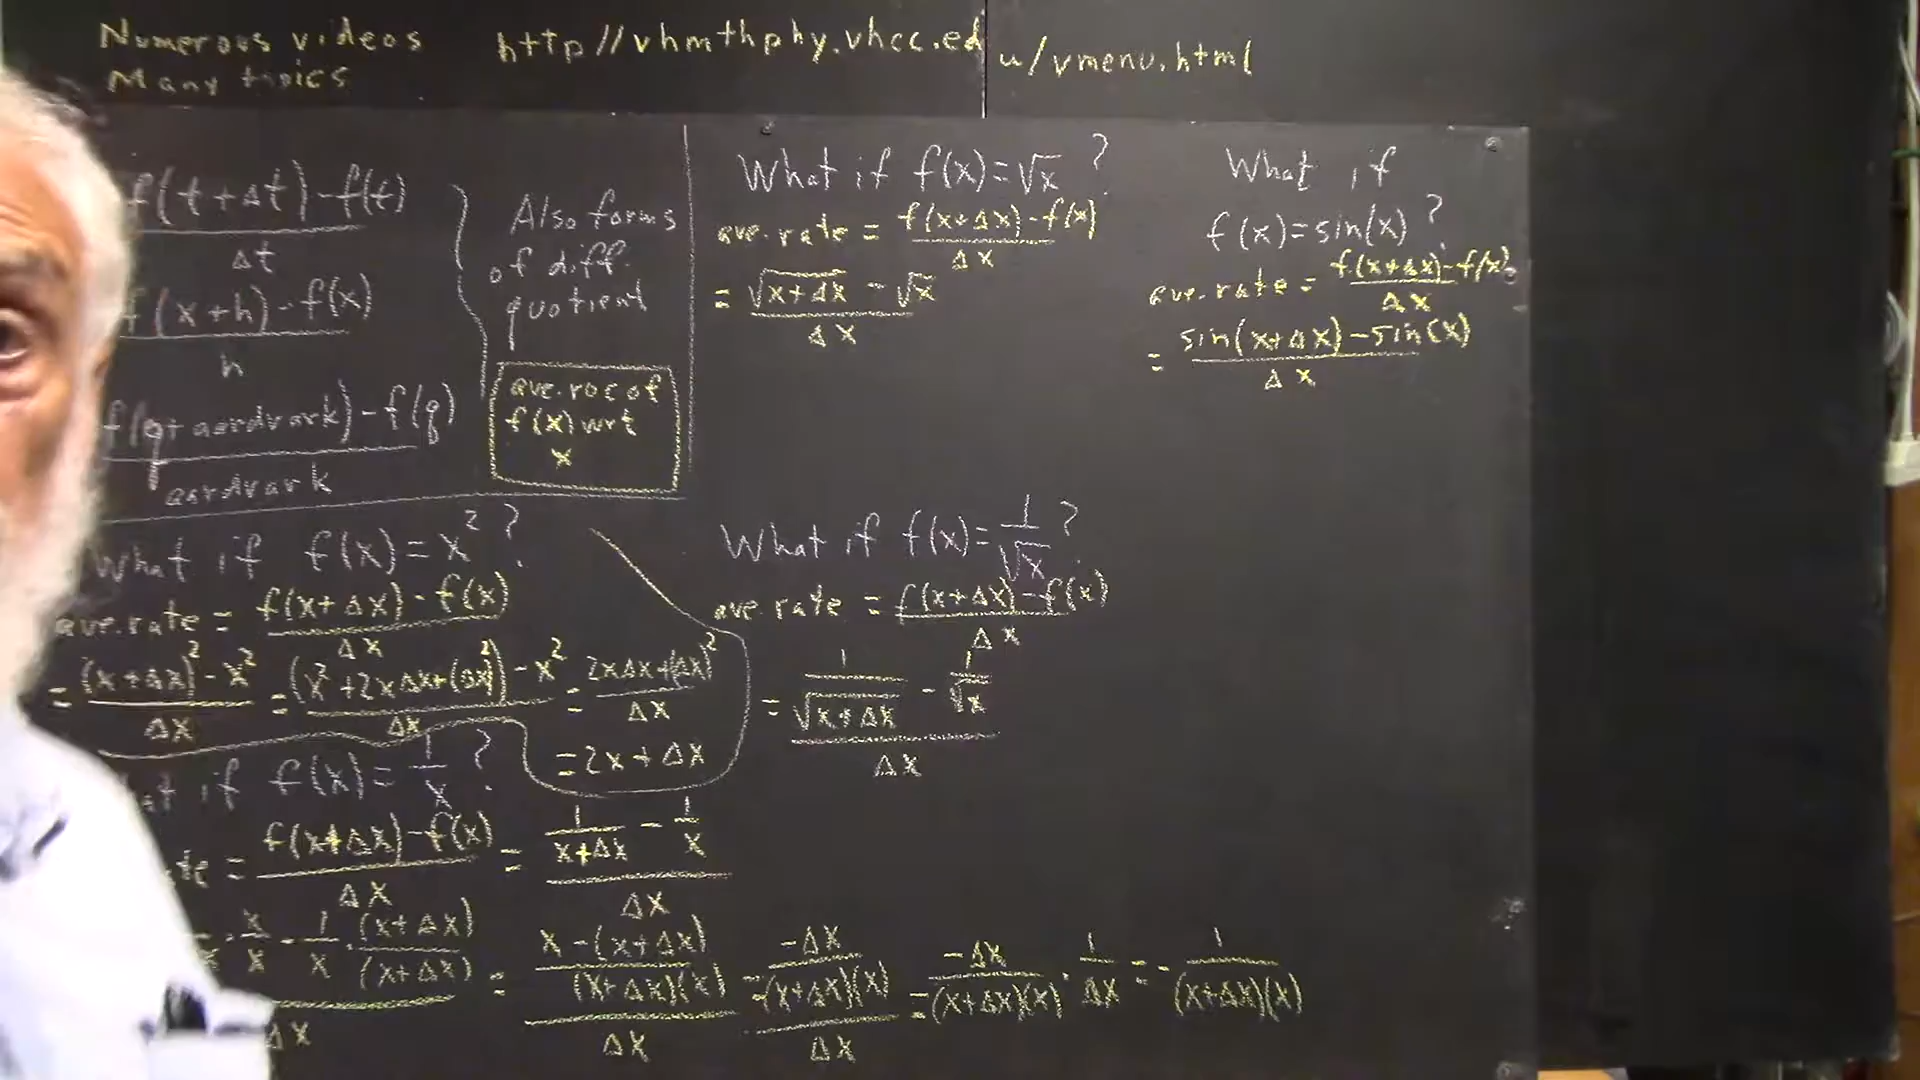 Numerous videos http//vhmthphy.vhcc.edu/vmenu.html
Many topics
f(t+Δt)-f(t)
Δt
f(x+h)-f(x)
h
f(q+aardvark)-f(q)
aardvark
Also forms
of diff.
quotient
ave. roc of
f(x) wrt
x
What if f(x)=x² ?
ave. rate = f(x+Δx)-f(x)
Δx
= (x+Δx)²-x² / Δx = (x²+2xΔx+(Δx)²)-x² / Δx = 2xΔx+(Δx)² / Δx
= 2x+Δx
if f(x)= 1/x ?
= f(x+Δx)-f(x) / Δx = 1/(x+Δx) - 1/x / Δx
· x/x - 1/x · (x+Δx)/(x+Δx) / Δx = x-(x+Δx) / (x+Δx)(x) / Δx = -Δx / (x+Δx)(x) / Δx = -Δx / (x+Δx)(x) · 1/Δx = - 1 / (x+Δx)(x)
What if f(x)=√x ?
ave. rate = f(x+Δx)-f(x)
Δx
= √x+Δx - √x
Δx
What if f(x)= 1/√x ?
ave. rate = f(x+Δx)-f(x)
Δx
= 1/√x+Δx - 1/√x
Δx
What if
f(x)=sin(x) ?
ave. rate = f(x+Δx)-f(x)
Δx
= sin(x+Δx)-sin(x)
Δx